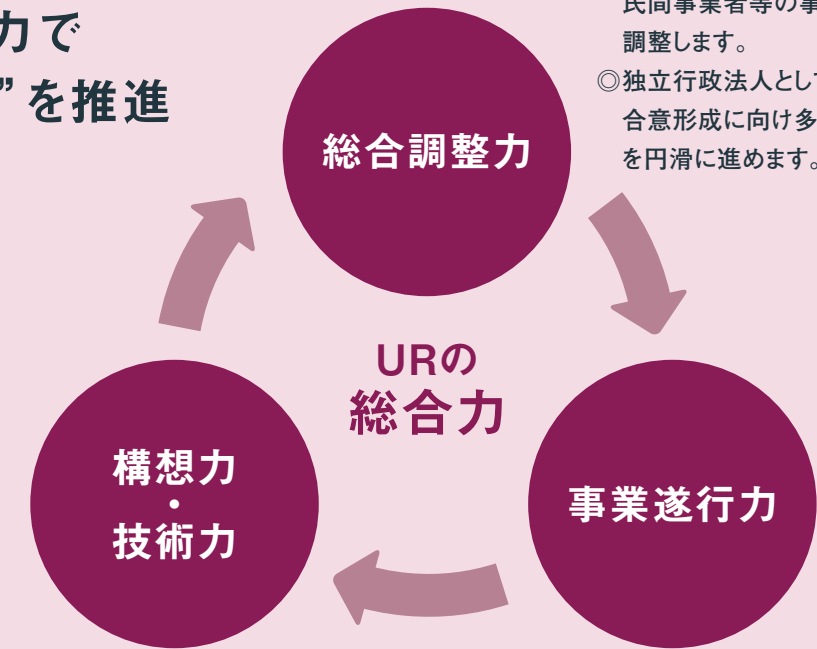 力で
”を推進
民間事業者等の事
調整します。
◎独立行政法人として
合意形成に向け多
を円滑に進めます。
総合調整力
URの
総合力
構想力
・
技術力
事業遂行力